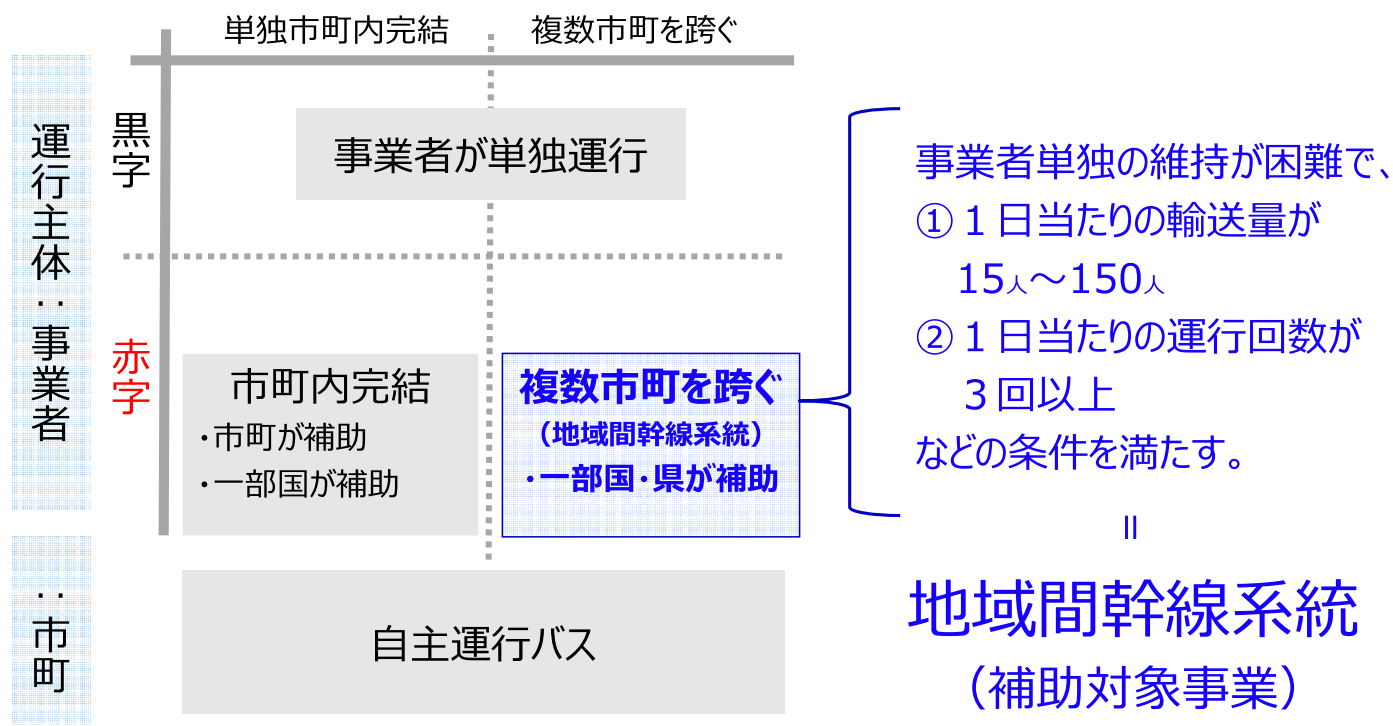 単独市町内完結
複数市町を跨ぐ
運行主体：事業者
黒字
事業者が単独運行
赤字
市町内完結
・市町が補助
・一部国が補助
複数市町を跨ぐ
（地域間幹線系統）
・一部国・県が補助
：市町
自主運行バス
事業者単独の維持が困難で、
①１日当たりの輸送量が
15人～150人
②１日当たりの運行回数が
３回以上
などの条件を満たす。
＝
地域間幹線系統
（補助対象事業）